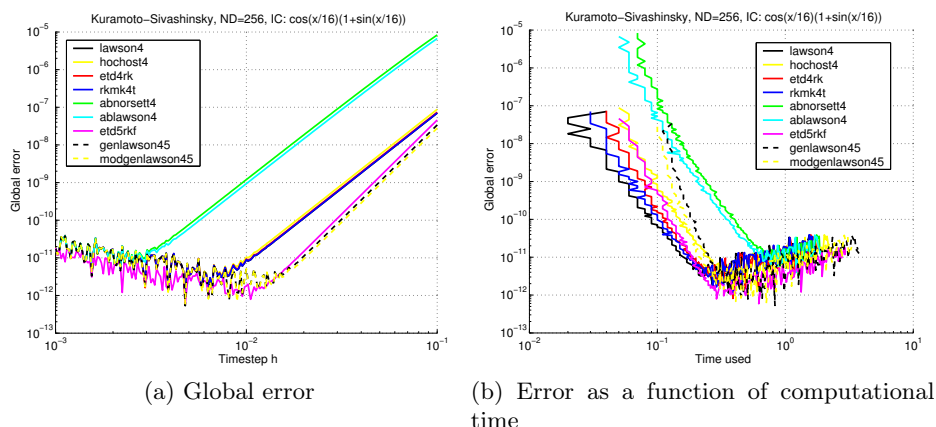 Kuramoto-Sivashinsky, ND=256, IC: cos(x/16)(1+sin(x/16))
10^-5
10^-6
10^-7
10^-8
10^-9
10^-10
10^-11
10^-12
10^-13
Global error
lawson4
hochost4
etd4rk
rkmk4t
abnorsett4
ablawson4
etd5rkf
genlawson45
modgenlawson45
10^-3
10^-2
10^-1
Timestep h
(a) Global error
Kuramoto-Sivashinsky, ND=256, IC: cos(x/16)(1+sin(x/16))
10^-5
10^-6
10^-7
10^-8
10^-9
10^-10
10^-11
10^-12
10^-13
Global error
lawson4
hochost4
etd4rk
rkmk4t
abnorsett4
ablawson4
etd5rkf
genlawson45
modgenlawson45
10^-2
10^-1
10^0
10^1
Time used
(b) Error as a function of computational
time